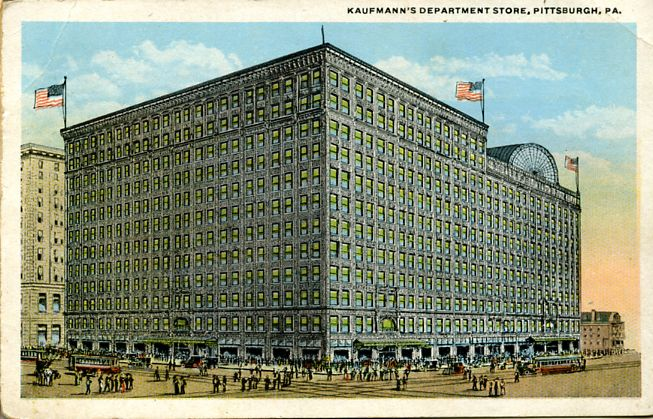 KAUFMANN'S DEPARTMENT STORE, PITTSBURGH, PA.